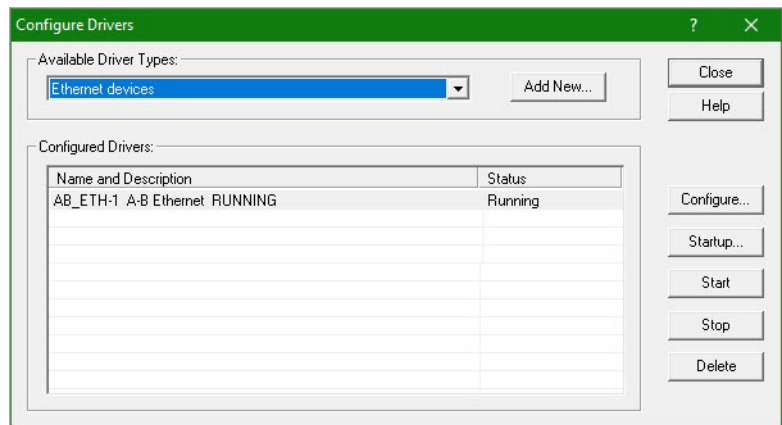 Configure Drivers
? ×
Available Driver Types:
Ethernet devices
Add New...
Close
Help
Configured Drivers:
Name and Description Status
AB_ETH-1 A-B Ethernet RUNNING Running
Configure...
Startup...
Start
Stop
Delete